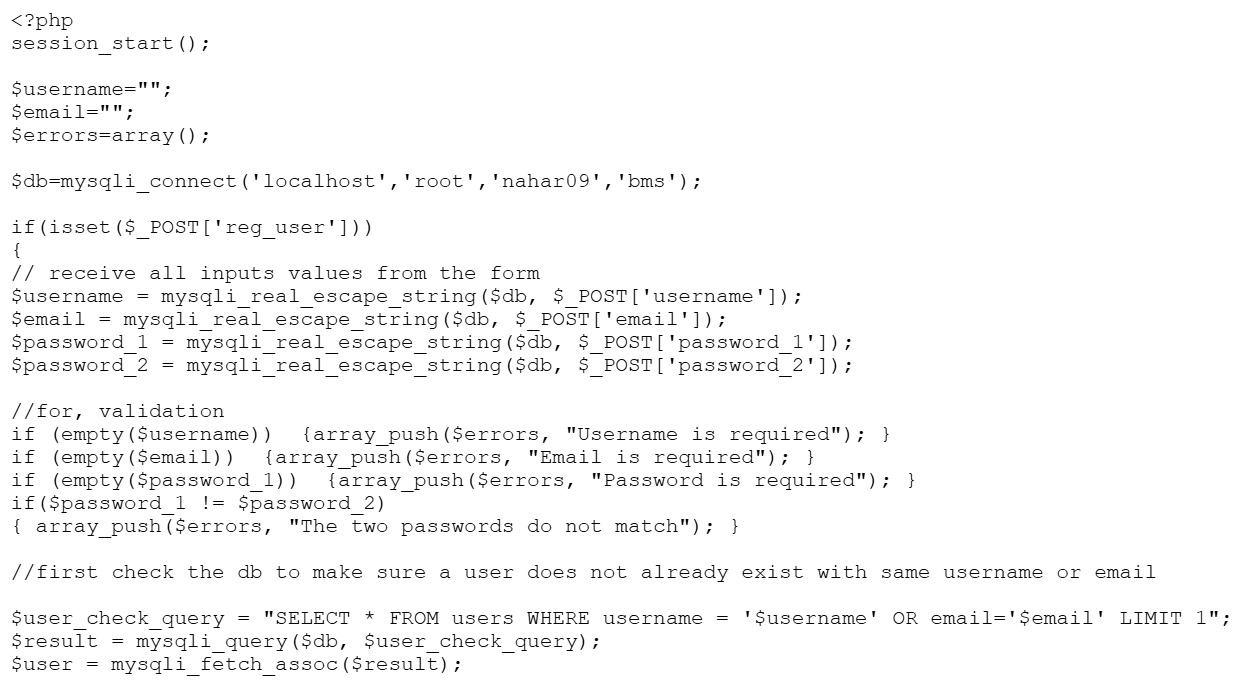 <?php
session_start();
$username="";
$email="";
$errors=array();
$db=mysqli_connect('localhost','root','nahar09','bms');
if(isset($_POST['reg_user']))
{
// receive all inputs values from the form
$username = mysqli_real_escape_string($db, $_POST['username']);
$email = mysqli_real_escape_string($db, $_POST['email']);
$password_1 = mysqli_real_escape_string($db, $_POST['password_1']);
$password_2 = mysqli_real_escape_string($db, $_POST['password_2']);
//for, validation
if (empty($username))  {array_push($errors, "Username is required"); }
if (empty($email))  {array_push($errors, "Email is required"); }
if (empty($password_1))  {array_push($errors, "Password is required"); }
if($password_1 != $password_2)
{ array_push($errors, "The two passwords do not match"); }
//first check the db to make sure a user does not already exist with same username or email
$user_check_query = "SELECT * FROM users WHERE username = '$username' OR email='$email' LIMIT 1";
$result = mysqli_query($db, $user_check_query);
$user = mysqli_fetch_assoc($result);